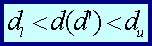 d_l < d(d') < d_u